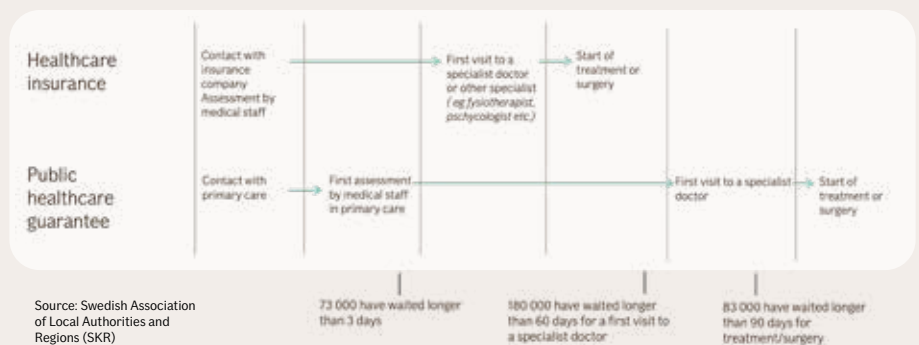 Healthcare
insurance
Contact with
insurance
company
Assessment by
medical staff
First visit to a
specialist doctor
or other specialist
(eg fysiotherapist,
pschycologist etc.)
Start of
treatment or
surgery
Public
healthcare
guarantee
Contact with
primary care
First assessment
by medical staff
in primary care
First visit to a specialist
doctor
Start of
treatment or
surgery
Source: Swedish Association
of Local Authorities and
Regions (SKR)
73 000 have waited longer
than 3 days
180 000 have waited longer
than 60 days for a first visit to
a specialist doctor
83 000 have waited longer
than 90 days for
treatment/surgery